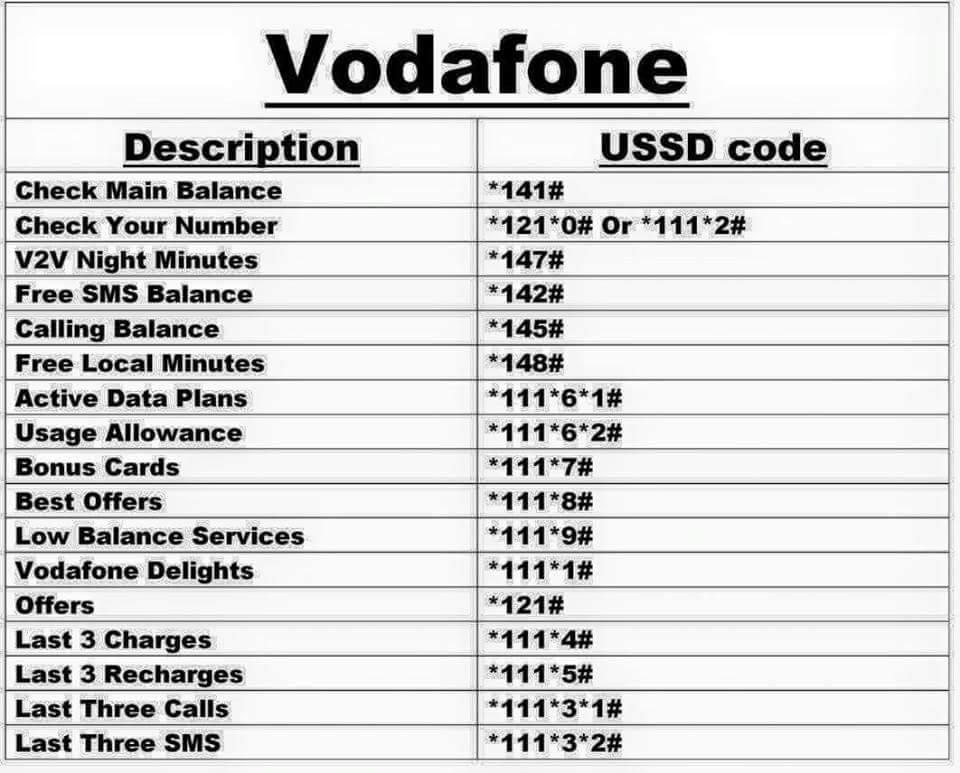 Vodafone
Description USSD code
Check Main Balance *141#
Check Your Number *121*0# Or *111*2#
V2V Night Minutes *147#
Free SMS Balance *142#
Calling Balance *145#
Free Local Minutes *148#
Active Data Plans *111*6*1#
Usage Allowance *111*6*2#
Bonus Cards *111*7#
Best Offers *111*8#
Low Balance Services *111*9#
Vodafone Delights *111*1#
Offers *121#
Last 3 Charges *111*4#
Last 3 Recharges *111*5#
Last Three Calls *111*3*1#
Last Three SMS *111*3*2#